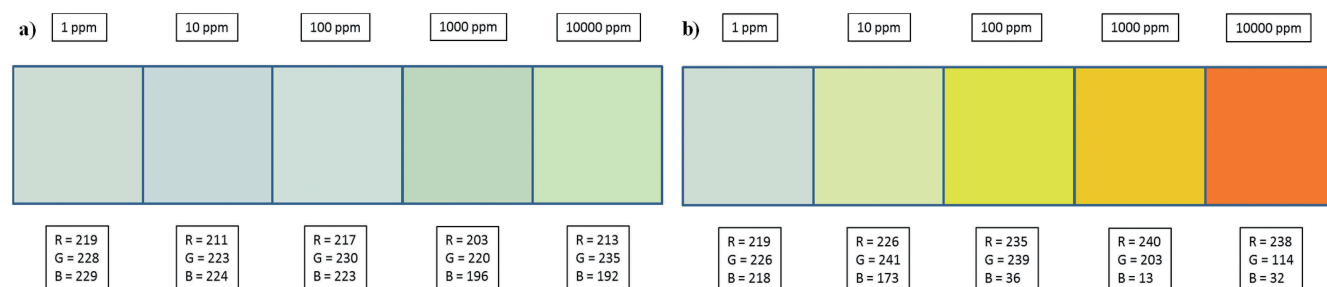 a)
1 ppm
10 ppm
100 ppm
1000 ppm
10000 ppm
R = 219
G = 228
B = 229
R = 211
G = 223
B = 224
R = 217
G = 230
B = 223
R = 203
G = 220
B = 196
R = 213
G = 235
B = 192
b)
1 ppm
10 ppm
100 ppm
1000 ppm
10000 ppm
R = 219
G = 226
B = 218
R = 226
G = 241
B = 173
R = 235
G = 239
B = 36
R = 240
G = 203
B = 13
R = 238
G = 114
B = 32